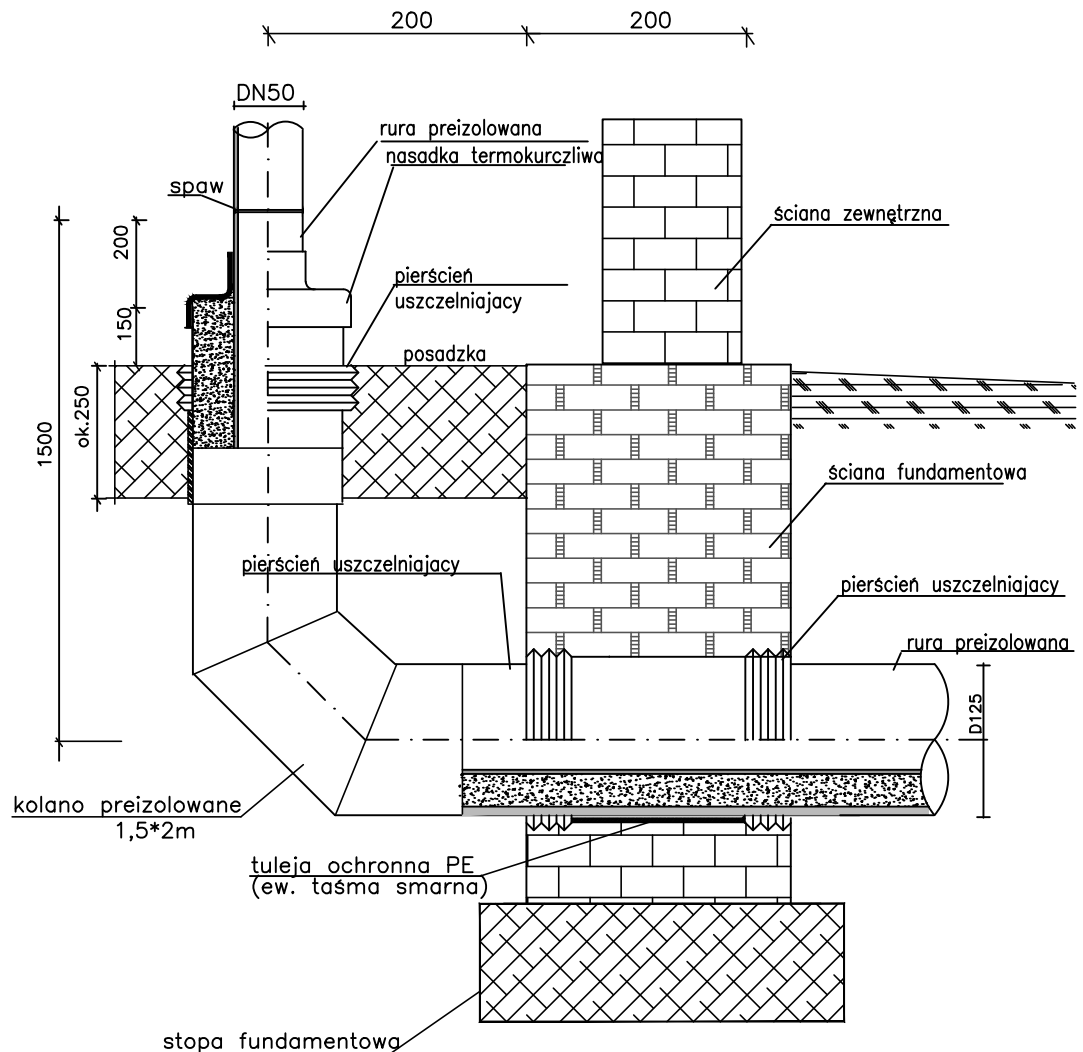 200
200
DN50
rura preizolowana
nasadka termokurczliwa
spaw
ściana zewnętrzna
200
pierścień
uszczelniajacy
150
posadzka
ok.250
1500
ściana fundamentowa
pierścień uszczelniajacy
pierścień uszczelniajacy
rura preizolowana
D125
kolano preizolowane
1,5*2m
tuleja ochronna PE
(ew. taśma smarna)
stopa fundamentowa